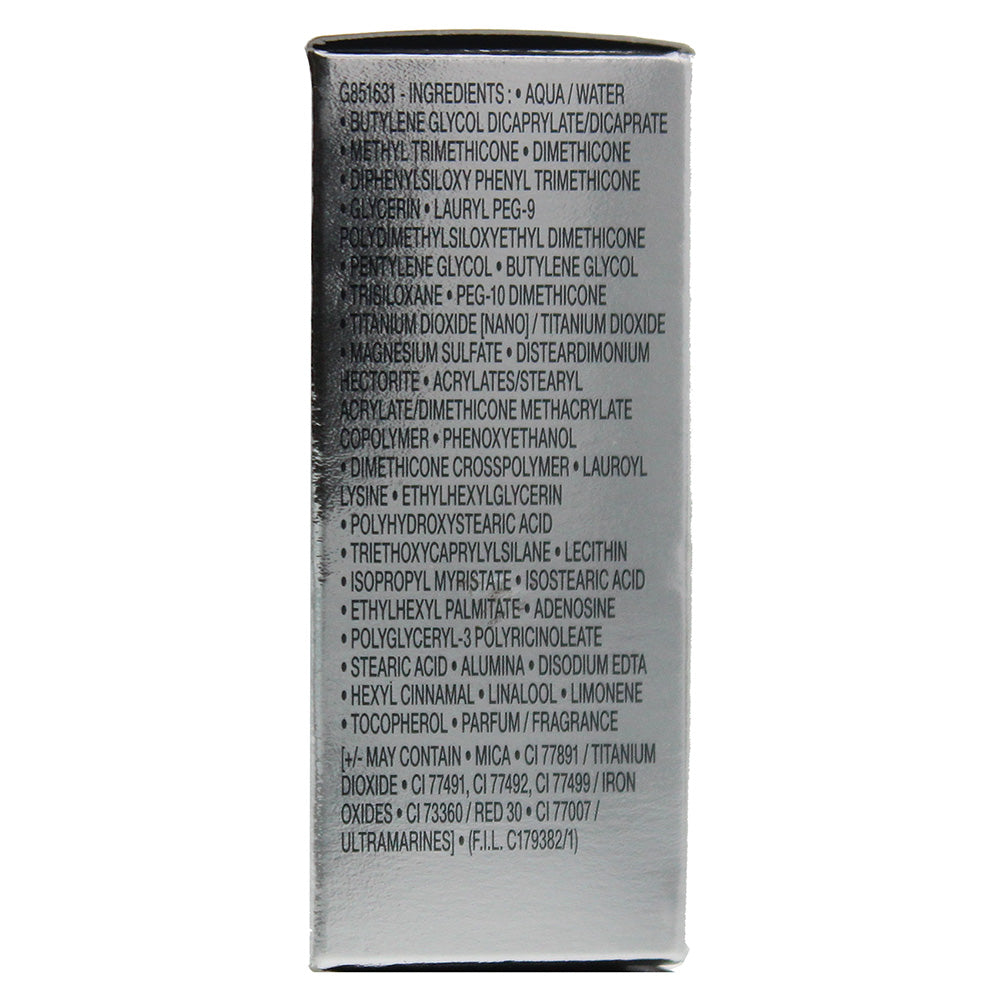 G851631 - INGREDIENTS : • AQUA / WATER
• BUTYLENE GLYCOL DICAPRYLATE/DICAPRATE
• METHYL TRIMETHICONE • DIMETHICONE
• DIPHENYLSILOXY PHENYL TRIMETHICONE
• GLYCERIN • LAURYL PEG-9
POLYDIMETHYLSILOXYETHYL DIMETHICONE
• PENTYLENE GLYCOL • BUTYLENE GLYCOL
• TRISILOXANE • PEG-10 DIMETHICONE
• TITANIUM DIOXIDE [NANO] / TITANIUM DIOXIDE
• MAGNESIUM SULFATE • DISTEARDIMONIUM
HECTORITE • ACRYLATES/STEARYL
ACRYLATE/DIMETHICONE METHACRYLATE
COPOLYMER • PHENOXYETHANOL
• DIMETHICONE CROSSPOLYMER • LAUROYL
LYSINE • ETHYLHEXYLGLYCERIN
• POLYHYDROXYSTEARIC ACID
• TRIETHOXYCAPRYLYLSILANE • LECITHIN
• ISOPROPYL MYRISTATE • ISOSTEARIC ACID
• ETHYLHEXYL PALMITATE • ADENOSINE
• POLYGLYCERYL-3 POLYRICINOLEATE
• STEARIC ACID • ALUMINA • DISODIUM EDTA
• HEXYL CINNAMAL • LINALOOL • LIMONENE
• TOCOPHEROL • PARFUM / FRAGRANCE
[+/- MAY CONTAIN • MICA • CI 77891 / TITANIUM
DIOXIDE • CI 77491, CI 77492, CI 77499 / IRON
OXIDES • CI 73360 / RED 30 • CI 77007 /
ULTRAMARINES] • (F.I.L. C179382/1)